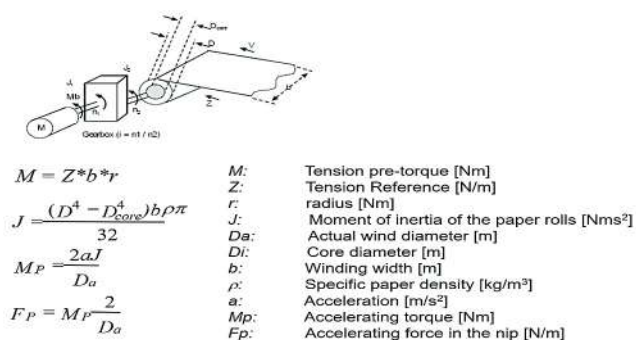 Dcore
D
V
J₁
J₂
Mb
n₁
n₂
b
Z
M
Gearbox (i = n1 / n2)
M = Z*b*r
J = (D⁴ − D⁴core)bρπ / 32
MP = 2aJ / Da
FP = MP 2 / Da
M: Tension pre-torque [Nm]
Z: Tension Reference [N/m]
r: radius [Nm]
J: Moment of inertia of the paper rolls [Nms²]
Da: Actual wind diameter [m]
Di: Core diameter [m]
b: Winding width [m]
ρ: Specific paper density [kg/m³]
a: Acceleration [m/s²]
Mp: Accelerating torque [Nm]
Fp: Accelerating force in the nip [N/m]